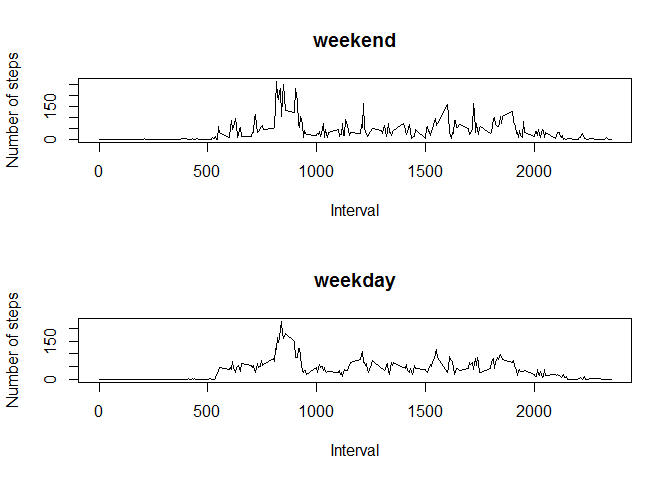 weekend
Number of steps
150
0
0 500 1000 1500 2000
Interval
weekday
Number of steps
150
0
0 500 1000 1500 2000
Interval